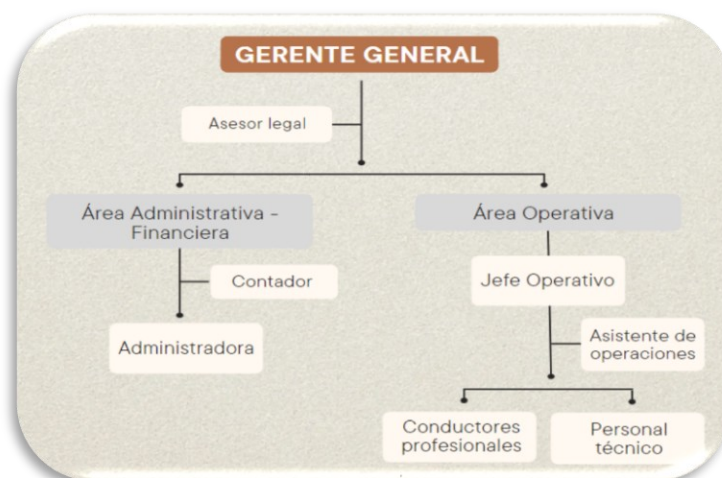 GERENTE GENERAL
Asesor legal
Área Administrativa -
Financiera
Área Operativa
Contador
Jefe Operativo
Administradora
Asistente de
operaciones
Conductores
profesionales
Personal
técnico